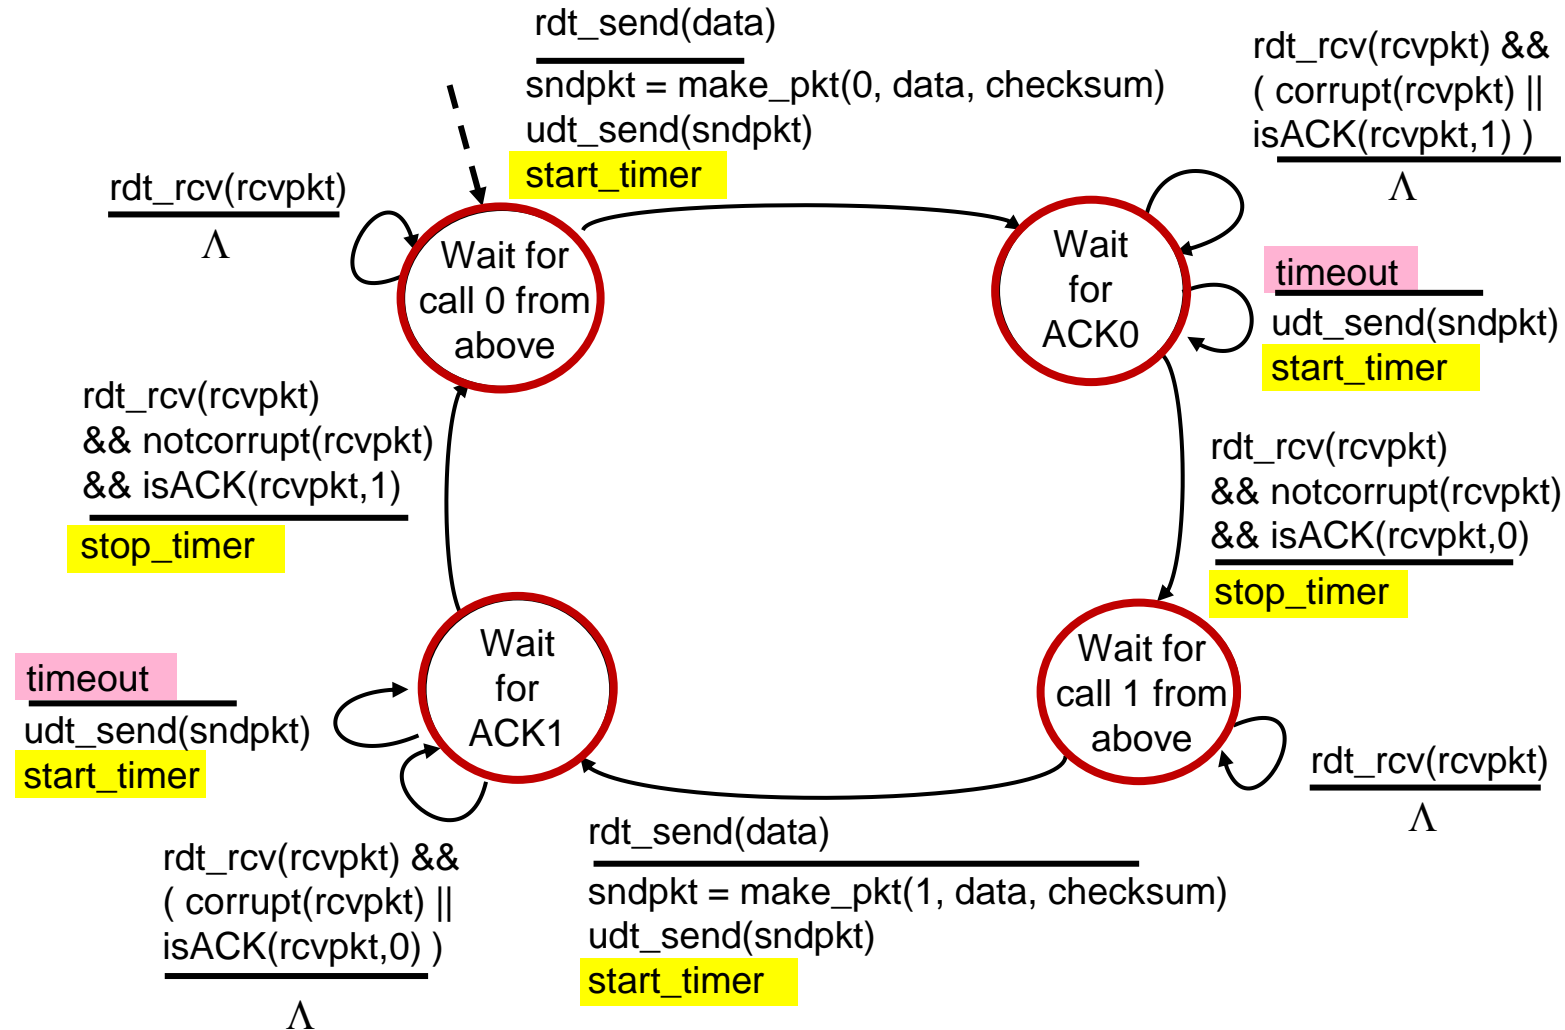 rdt_send(data)
sndpkt = make_pkt(0, data, checksum)
udt_send(sndpkt)
start_timer
rdt_rcv(rcvpkt) &&
( corrupt(rcvpkt) ||
isACK(rcvpkt,1) )
Λ
rdt_rcv(rcvpkt)
Λ
Wait for
call 0 from
above
Wait
for
ACK0
timeout
udt_send(sndpkt)
start_timer
rdt_rcv(rcvpkt)
&& notcorrupt(rcvpkt)
&& isACK(rcvpkt,1)
stop_timer
rdt_rcv(rcvpkt)
&& notcorrupt(rcvpkt)
&& isACK(rcvpkt,0)
stop_timer
Wait
for
ACK1
Wait for
call 1 from
above
timeout
udt_send(sndpkt)
start_timer
rdt_rcv(rcvpkt)
Λ
rdt_rcv(rcvpkt) &&
( corrupt(rcvpkt) ||
isACK(rcvpkt,0) )
Λ
rdt_send(data)
sndpkt = make_pkt(1, data, checksum)
udt_send(sndpkt)
start_timer